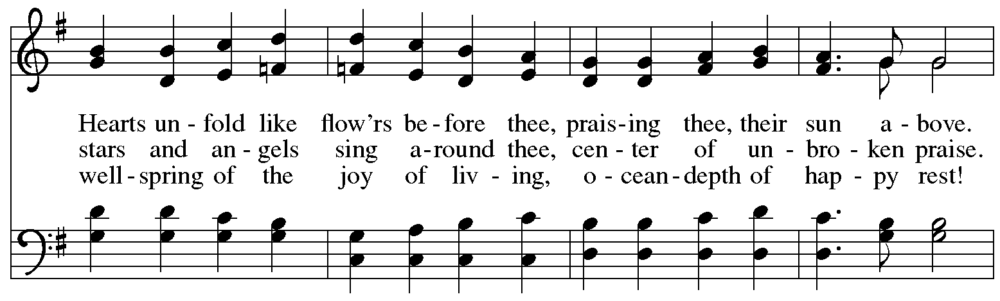 Hearts un - fold like flow'rs be - fore thee, prais - ing thee, their sun a - bove.
stars and an - gels sing a - round thee, cen - ter of un - bro - ken praise.
well - spring of the joy of liv - ing, o - cean - depth of hap - py rest!